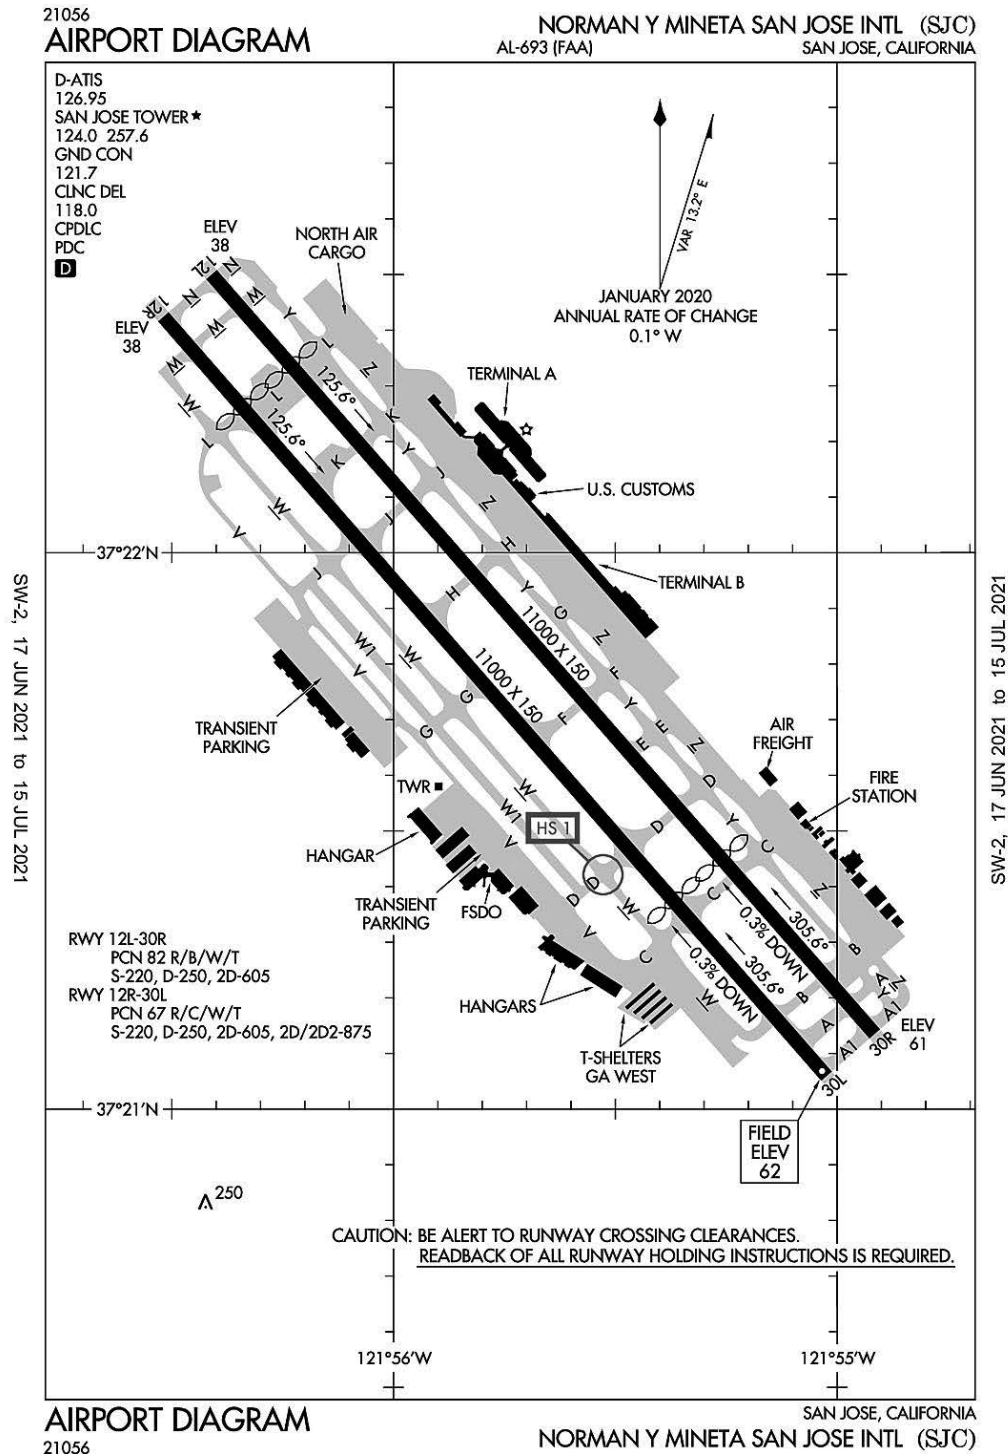 21056
AIRPORT DIAGRAM
NORMAN Y MINETA SAN JOSE INTL (SJC)
AL-693 (FAA)
SAN JOSE, CALIFORNIA
D-ATIS
126.95
SAN JOSE TOWER ★
124.0 257.6
GND CON
121.7
CLNC DEL
118.0
CPDLC
PDC
D
VAR 13.2° E
JANUARY 2020
ANNUAL RATE OF CHANGE
0.1° W
ELEV
38
12L
NORTH AIR
CARGO
12R
ELEV
38
N
N
N
W
W
W
W
W
Y
L
Z
L
L
125.6°
125.6°
K
K
Y
J
J
Z
H
TERMINAL A
U.S. CUSTOMS
TERMINAL B
37°22'N
V
W
J
H
Y
G
Z
F
11000 X 150
11000 X 150
W1
W
V
G
G
F
Y
E
E
Z
D
TRANSIENT
PARKING
AIR
FREIGHT
FIRE
STATION
TWR
W
W1
V
HS 1
D
Y
C
Z
HANGAR
TRANSIENT
PARKING
FSDO
D
D
W
C
0.3% DOWN
305.6°
0.3% DOWN
305.6°
V
C
W
B
B
A
A
Y
Z
A1
A1
HANGARS
T-SHELTERS
GA WEST
30R
ELEV
61
30L
RWY 12L-30R
PCN 82 R/B/W/T
S-220, D-250, 2D-605
RWY 12R-30L
PCN 67 R/C/W/T
S-220, D-250, 2D-605, 2D/2D2-875
37°21'N
FIELD
ELEV
62
250
CAUTION: BE ALERT TO RUNWAY CROSSING CLEARANCES.
READBACK OF ALL RUNWAY HOLDING INSTRUCTIONS IS REQUIRED.
121°56'W
121°55'W
SW-2, 17 JUN 2021 to 15 JUL 2021
SW-2, 17 JUN 2021 to 15 JUL 2021
AIRPORT DIAGRAM
21056
SAN JOSE, CALIFORNIA
NORMAN Y MINETA SAN JOSE INTL (SJC)